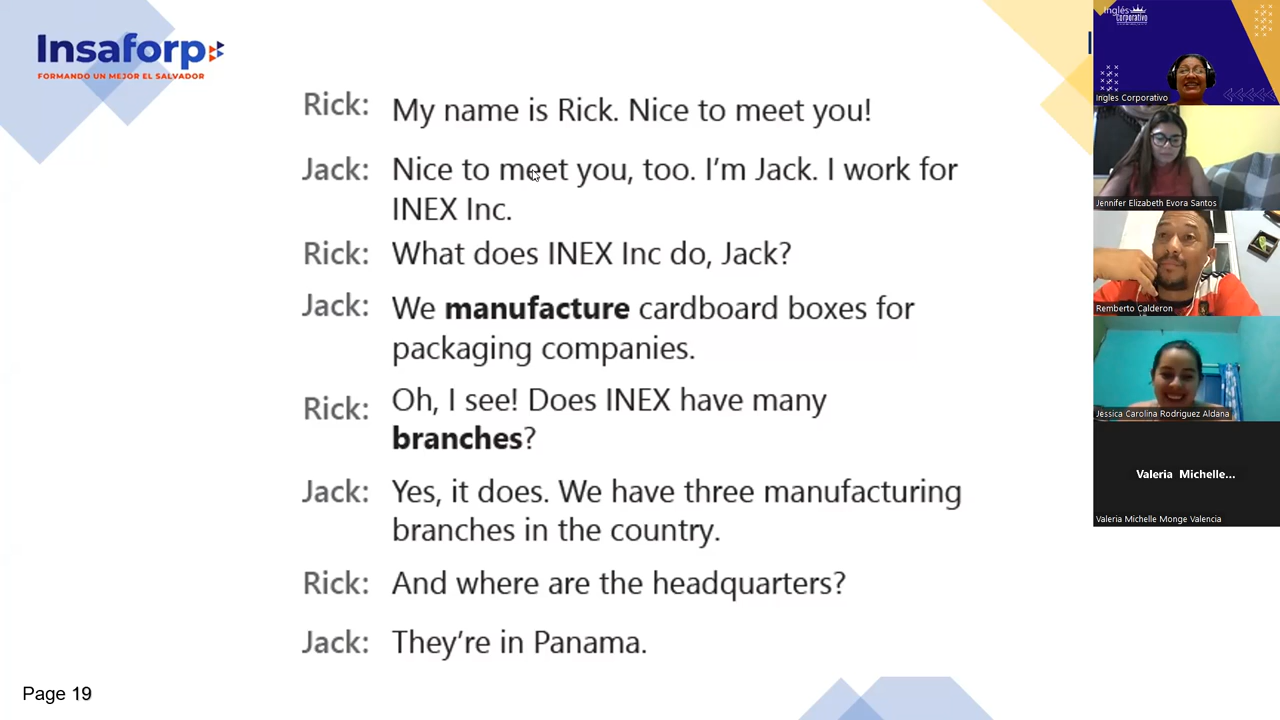 Insaforp
FORMANDO UN MEJOR EL SALVADOR
Rick: My name is Rick. Nice to meet you!
Jack: Nice to meet you, too. I'm Jack. I work for
INEX Inc.
Rick: What does INEX Inc do, Jack?
Jack: We manufacture cardboard boxes for
packaging companies.
Rick: Oh, I see! Does INEX have many
branches?
Jack: Yes, it does. We have three manufacturing
branches in the country.
Rick: And where are the headquarters?
Jack: They're in Panama.
Page 19
Inglés
Corporativo
Ingles Corporativo
Jennifer Elizabeth Evora Santos
Remberto Calderon
Jessica Carolina Rodriguez Aldana
Valeria Michelle...
Valeria Michelle Monge Valencia